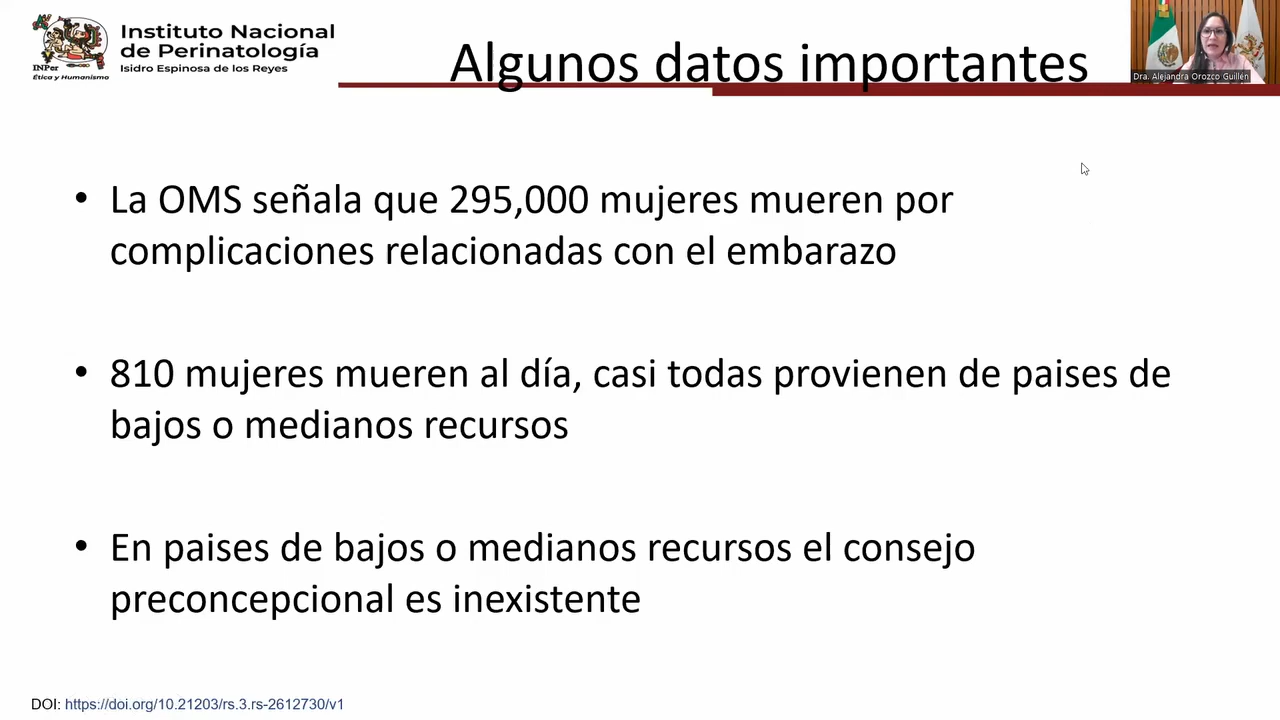 INPer
Ética y Humanismo
Instituto Nacional
de Perinatología
Isidro Espinosa de los Reyes
Algunos datos importantes
Dra. Alejandra Orozco Guillén
• La OMS señala que 295,000 mujeres mueren por
complicaciones relacionadas con el embarazo
• 810 mujeres mueren al día, casi todas provienen de paises de
bajos o medianos recursos
• En paises de bajos o medianos recursos el consejo
preconcepcional es inexistente
DOI: https://doi.org/10.21203/rs.3.rs-2612730/v1